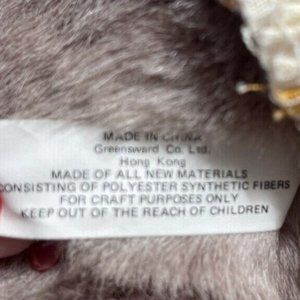 MADE IN CHINA
Greensward Co. Ltd.
Hong Kong
MADE OF ALL NEW MATERIALS
CONSISTING OF POLYESTER SYNTHETIC FIBERS
FOR CRAFT PURPOSES ONLY
KEEP OUT OF THE REACH OF CHILDREN